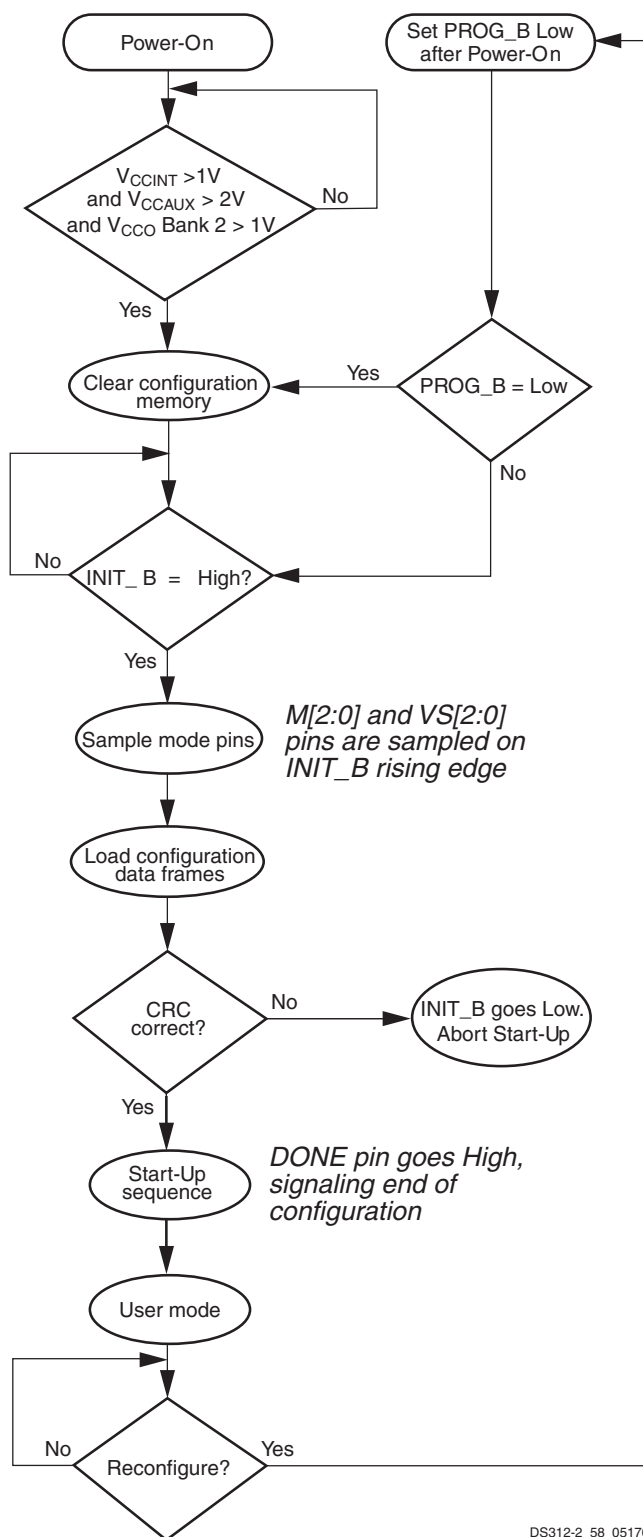 Power-On
Set PROG_B Low
after Power-On
VCCINT >1V
and VCCAUX > 2V
and VCCO Bank 2 > 1V
No
Yes
Clear configuration
memory
Yes
PROG_B = Low
No
No
INIT_ B = High?
Yes
Sample mode pins
M[2:0] and VS[2:0]
pins are sampled on
INIT_B rising edge
Load configuration
data frames
CRC
correct?
No
INIT_B goes Low.
Abort Start-Up
Yes
Start-Up
sequence
DONE pin goes High,
signaling end of
configuration
User mode
No
Reconfigure?
Yes